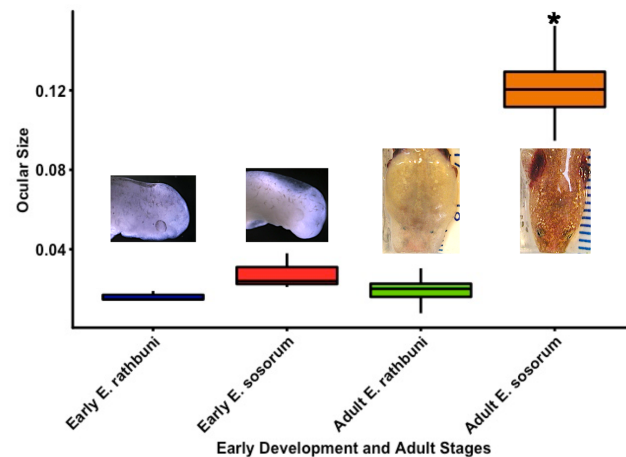 *
0.12
0.08
0.04
Ocular Size
Early E. rathbuni
Early E. sosorum
Adult E. rathbuni
Adult E. sosorum
Early Development and Adult Stages